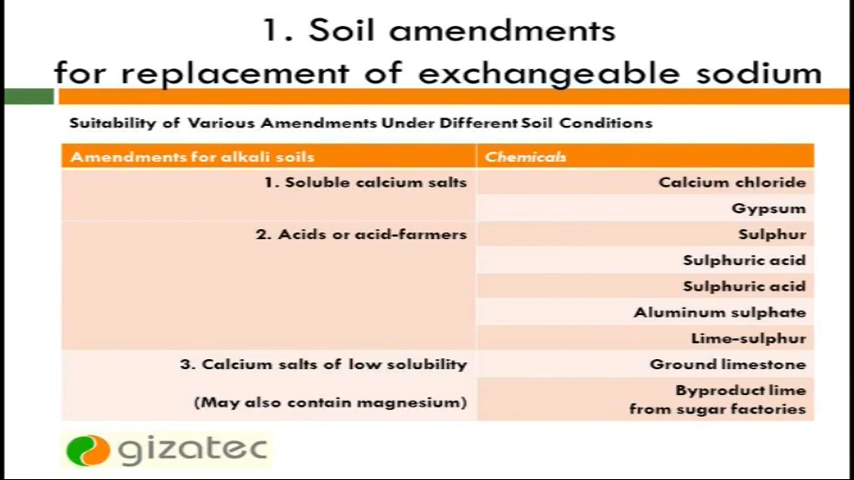 1. Soil amendments
for replacement of exchangeable sodium
Suitability of Various Amendments Under Different Soil Conditions
Amendments for alkali soils Chemicals
1. Soluble calcium salts Calcium chloride
Gypsum
2. Acids or acid-farmers Sulphur
Sulphuric acid
Sulphuric acid
Aluminum sulphate
Lime-sulphur
3. Calcium salts of low solubility Ground limestone
(May also contain magnesium) Byproduct lime
from sugar factories
gizatec